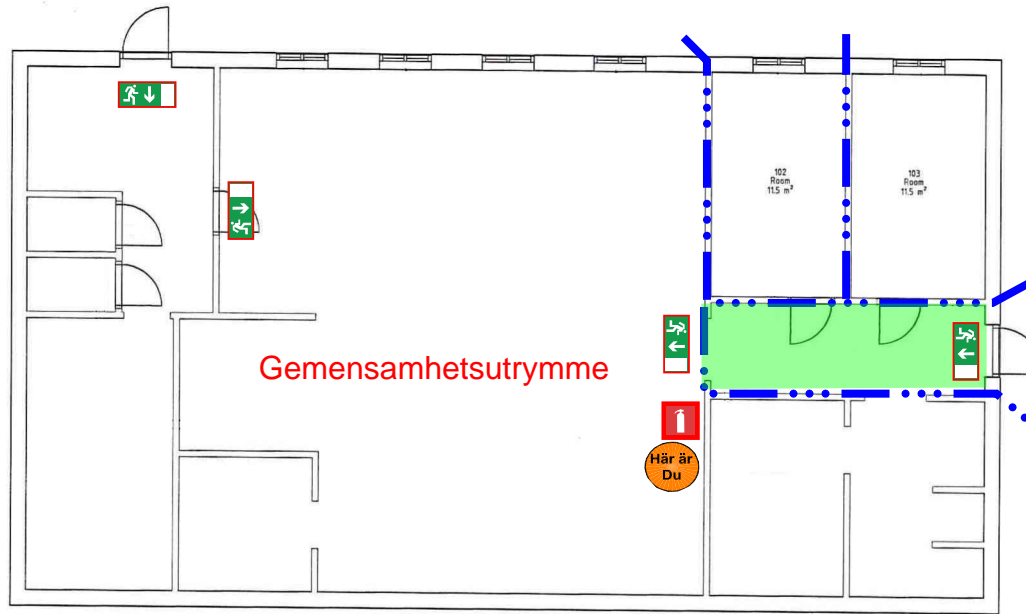 102
Room
11.5 m²
103
Room
11.5 m²
Gemensamhetsutrymme
Här är
Du